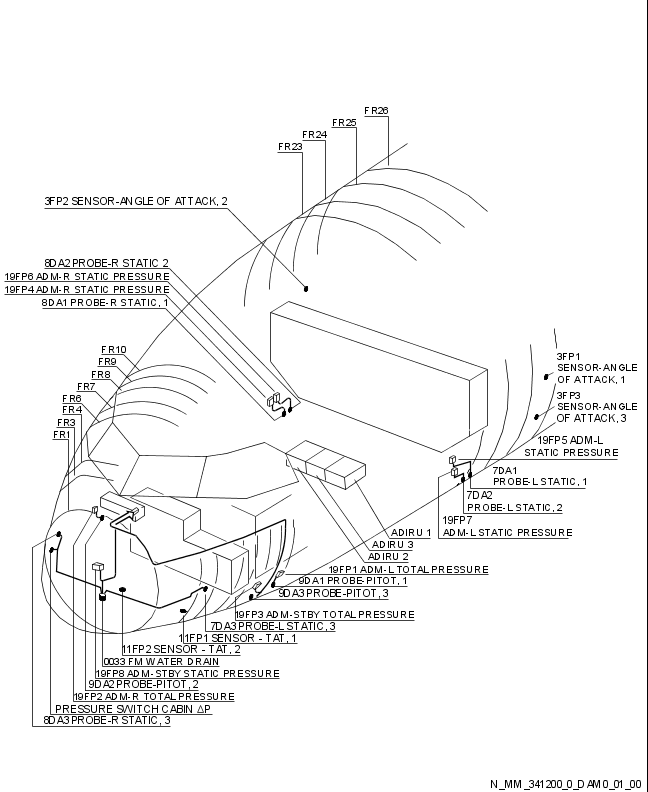 FR26
FR25
FR24
FR23
3FP2 SENSOR-ANGLE OF ATTACK, 2
8DA2 PROBE-R STATIC 2
19FP6 ADM-R STATIC PRESSURE
19FP4 ADM-R STATIC PRESSURE
8DA1 PROBE-R STATIC, 1
FR10
FR9
FR8
FR7
FR6
FR4
FR3
FR1
3FP1
SENSOR-ANGLE
OF ATTACK, 1
3FP3
SENSOR-ANGLE
OF ATTACK, 3
19FP5 ADM-L
STATIC PRESSURE
7DA1
PROBE-L STATIC, 1
7DA2
PROBE-L STATIC, 2
19FP7
ADM-L STATIC PRESSURE
ADIRU 1
ADIRU 3
ADIRU 2
19FP1 ADM-L TOTAL PRESSURE
9DA1 PROBE-PITOT, 1
9DA3 PROBE-PITOT, 3
19FP3 ADM-STBY TOTAL PRESSURE
7DA3 PROBE-L STATIC, 3
11FP1 SENSOR - TAT, 1
11FP2 SENSOR - TAT, 2
0033 FM WATER DRAIN
19FP8 ADM-STBY STATIC PRESSURE
9DA2 PROBE-PITOT, 2
19FP2 ADM-R TOTAL PRESSURE
PRESSURE SWITCH CABIN ΔP
8DA3 PROBE-R STATIC, 3
N_MM_341200_0_DAM0_01_00